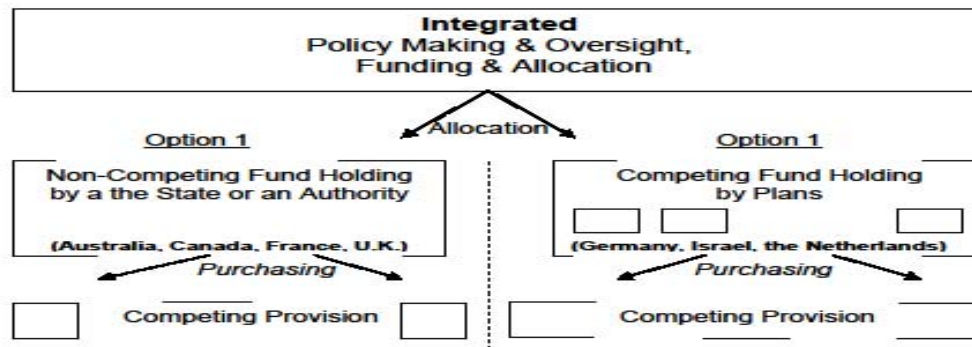 Integrated
Policy Making & Oversight,
Funding & Allocation
Allocation
Option 1
Non-Competing Fund Holding
by a the State or an Authority
(Australia, Canada, France, U.K.)
Purchasing
Competing Provision
Option 1
Competing Fund Holding
by Plans
(Germany, Israel, the Netherlands)
Purchasing
Competing Provision